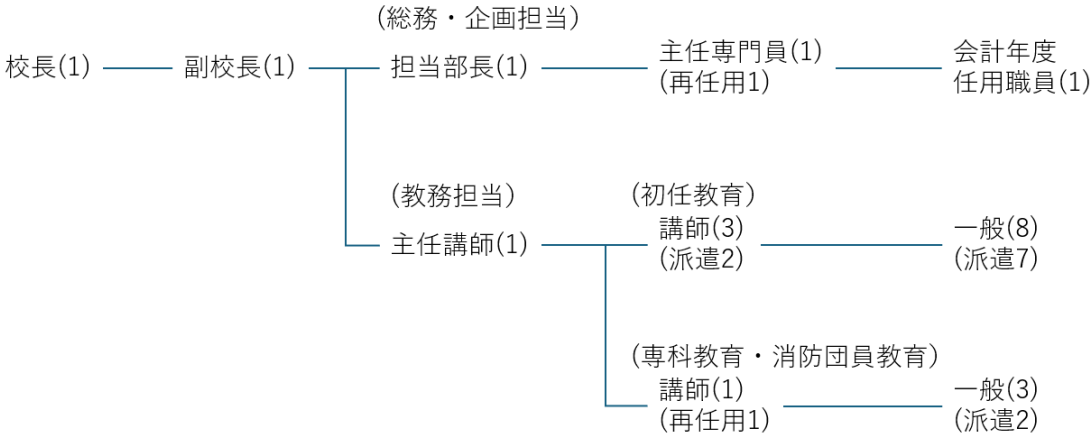 (総務・企画担当)
校長(1)
副校長(1)
担当部長(1)
主任専門員(1)
(再任用1)
会計年度
任用職員(1)
(教務担当)
主任講師(1)
(初任教育)
講師(3)
(派遣2)
一般(8)
(派遣7)
(専科教育・消防団員教育)
講師(1)
(再任用1)
一般(3)
(派遣2)